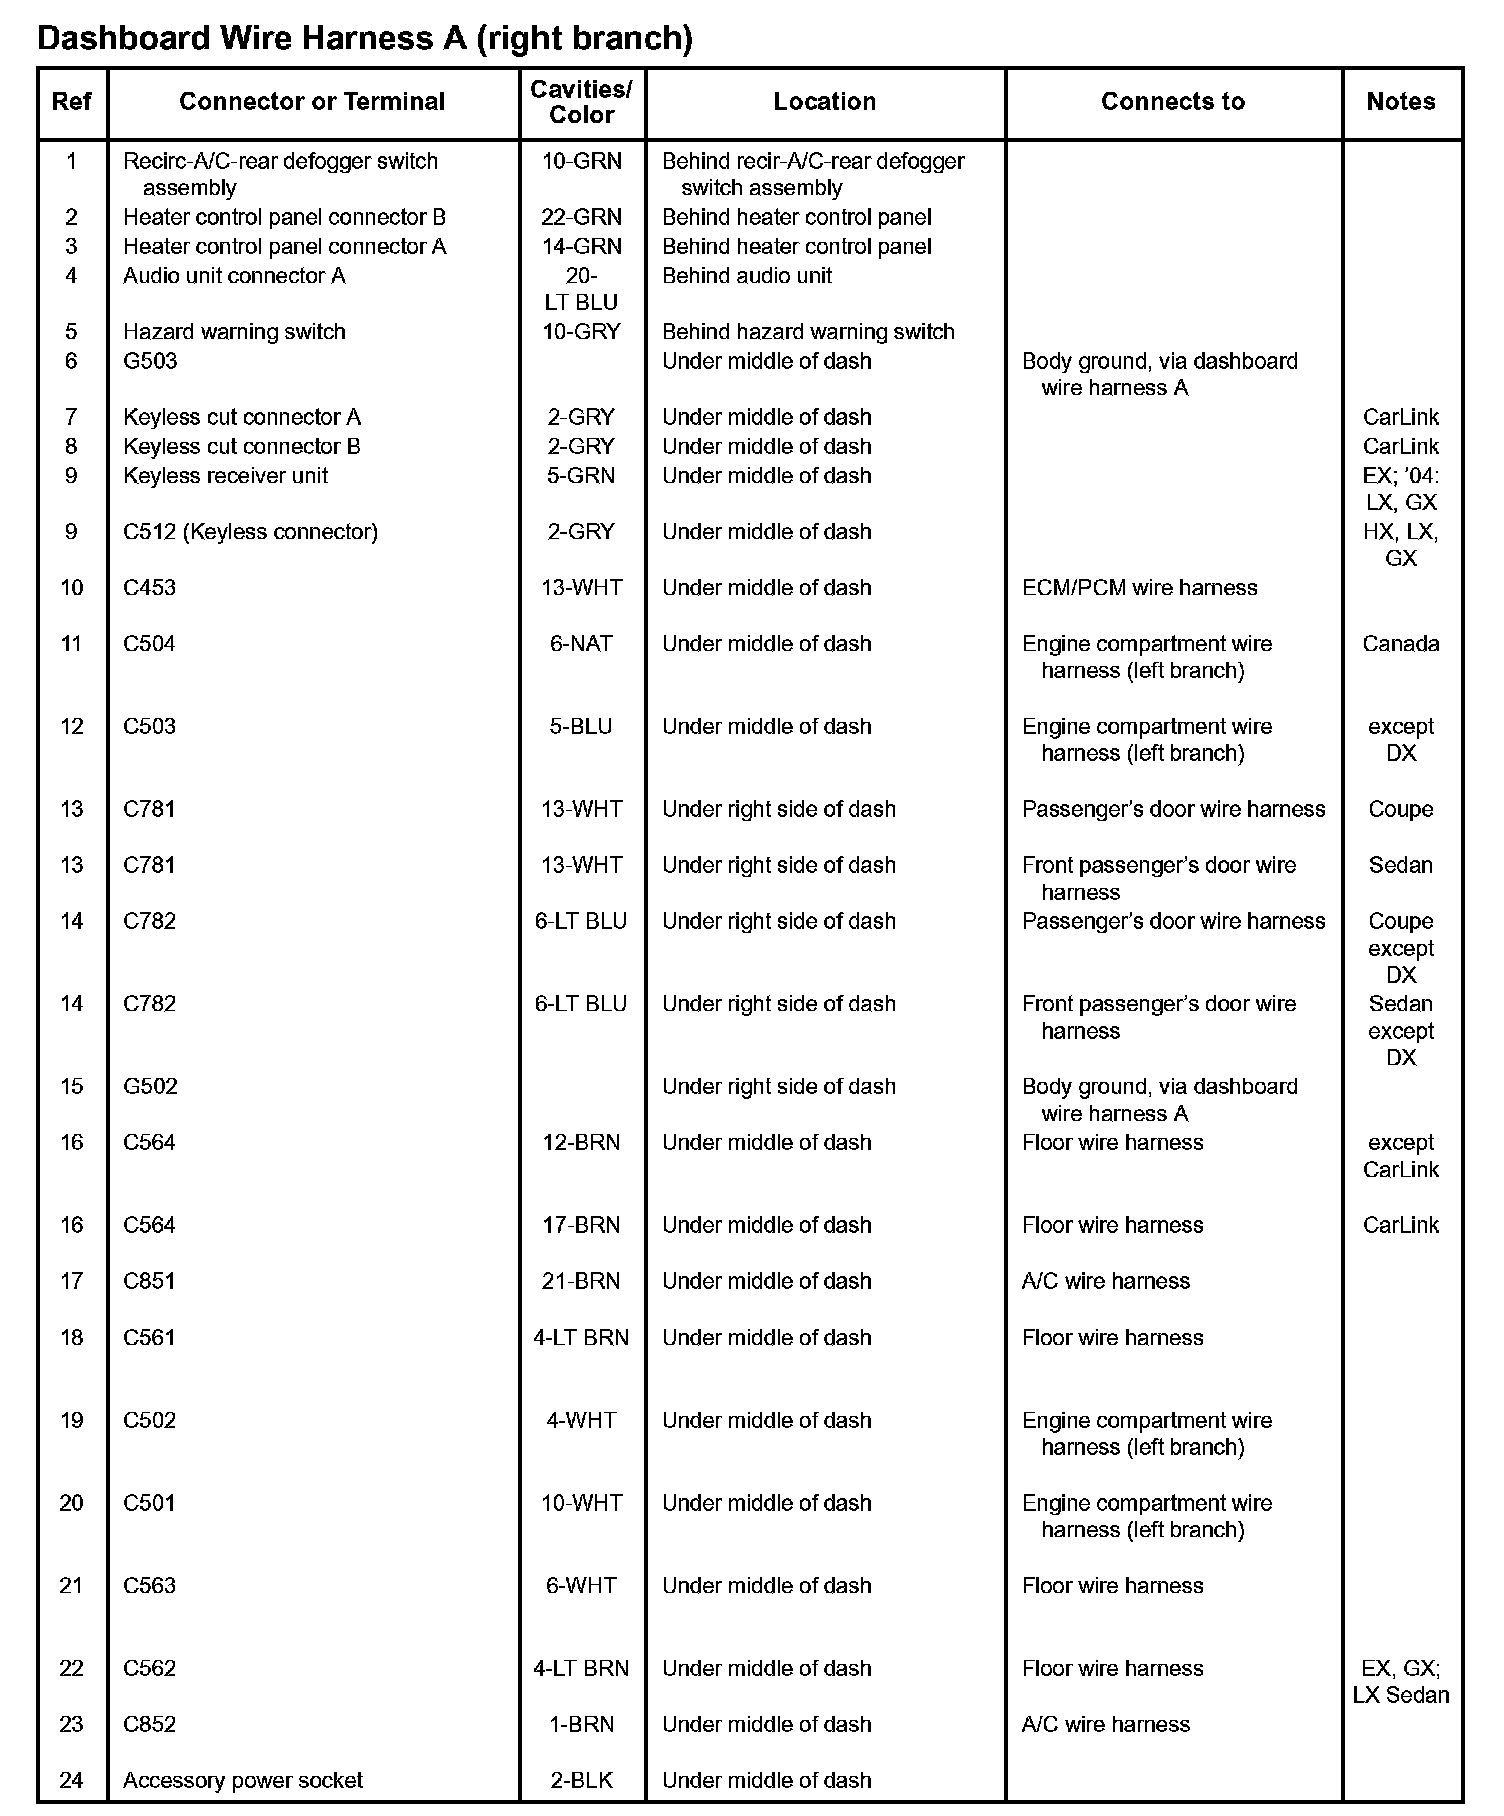 Dashboard Wire Harness A (right branch)
Ref Connector or Terminal Cavities/ Color Location Connects to Notes
1 Recirc-A/C-rear defogger switch 10-GRN Behind recir-A/C-rear defogger
assembly switch assembly
2 Heater control panel connector B 22-GRN Behind heater control panel
3 Heater control panel connector A 14-GRN Behind heater control panel
4 Audio unit connector A 20- Behind audio unit
LT BLU
5 Hazard warning switch 10-GRY Behind hazard warning switch
6 G503 Under middle of dash Body ground, via dashboard
wire harness A
7 Keyless cut connector A 2-GRY Under middle of dash CarLink
8 Keyless cut connector B 2-GRY Under middle of dash CarLink
9 Keyless receiver unit 5-GRN Under middle of dash EX; ’04:
LX, GX
9 C512 (Keyless connector) 2-GRY Under middle of dash HX, LX,
GX
10 C453 13-WHT Under middle of dash ECM/PCM wire harness
11 C504 6-NAT Under middle of dash Engine compartment wire Canada
harness (left branch)
12 C503 5-BLU Under middle of dash Engine compartment wire except
harness (left branch) DX
13 C781 13-WHT Under right side of dash Passenger’s door wire harness Coupe
13 C781 13-WHT Under right side of dash Front passenger’s door wire Sedan
harness
14 C782 6-LT BLU Under right side of dash Passenger’s door wire harness Coupe
except
DX
14 C782 6-LT BLU Under right side of dash Front passenger’s door wire Sedan
harness except
DX
15 G502 Under right side of dash Body ground, via dashboard
wire harness A
16 C564 12-BRN Under middle of dash Floor wire harness except
CarLink
16 C564 17-BRN Under middle of dash Floor wire harness CarLink
17 C851 21-BRN Under middle of dash A/C wire harness
18 C561 4-LT BRN Under middle of dash Floor wire harness
19 C502 4-WHT Under middle of dash Engine compartment wire
harness (left branch)
20 C501 10-WHT Under middle of dash Engine compartment wire
harness (left branch)
21 C563 6-WHT Under middle of dash Floor wire harness
22 C562 4-LT BRN Under middle of dash Floor wire harness EX, GX;
LX Sedan
23 C852 1-BRN Under middle of dash A/C wire harness
24 Accessory power socket 2-BLK Under middle of dash